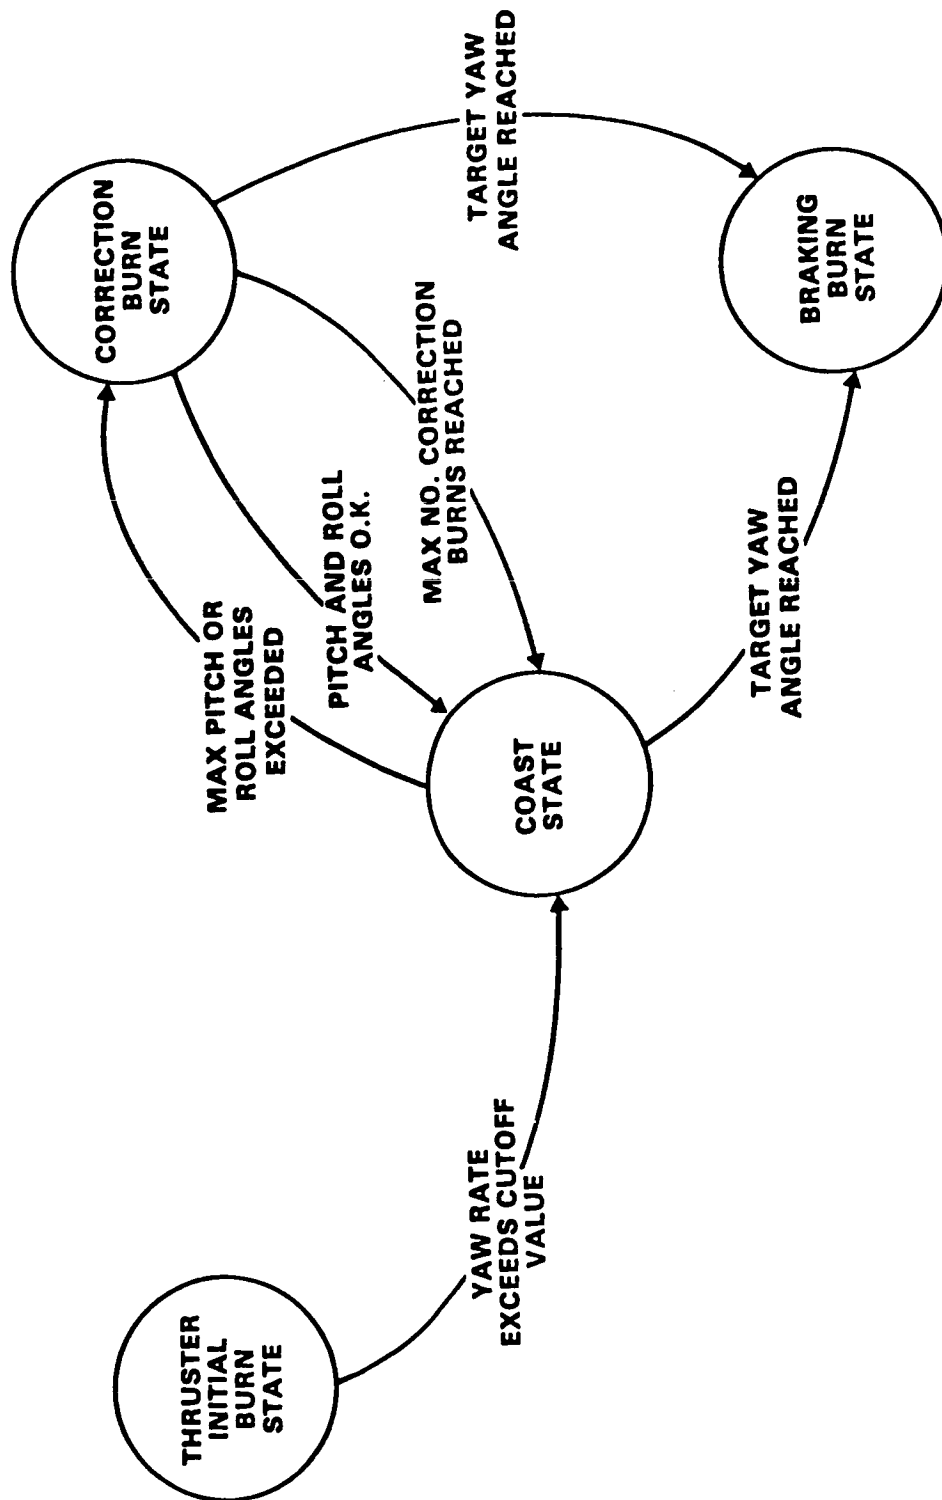 THRUSTER
INITIAL
BURN
STATE
YAW RATE
EXCEEDS CUTOFF
VALUE
COAST
STATE
MAX PITCH OR
ROLL ANGLES
EXCEEDED
PITCH AND ROLL
ANGLES O.K.
MAX NO. CORRECTION
BURNS REACHED
CORRECTION
BURN
STATE
TARGET YAW
ANGLE REACHED
TARGET YAW
ANGLE REACHED
BRAKING
BURN
STATE